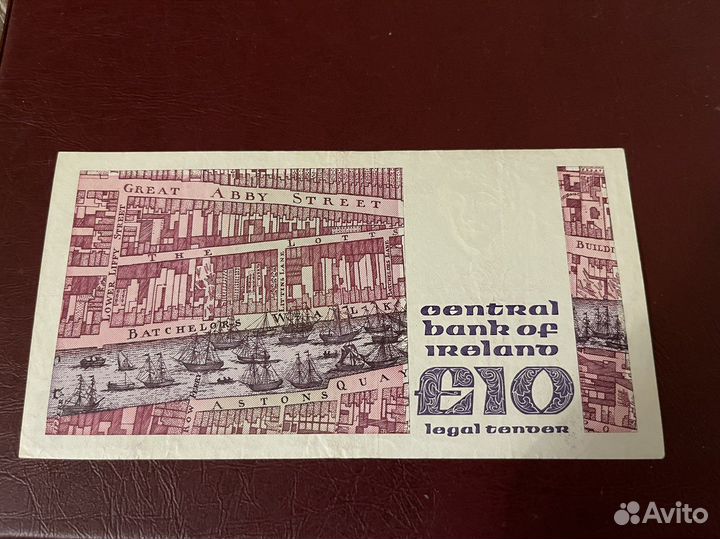 GREAT ABBY STREET
LOWER LIFFY STREET
THE LOTTS
BATCHELORS WALK
ASTONS QUAY
BUILDI
central
bank of
ireland
£10
legal tender
Avito